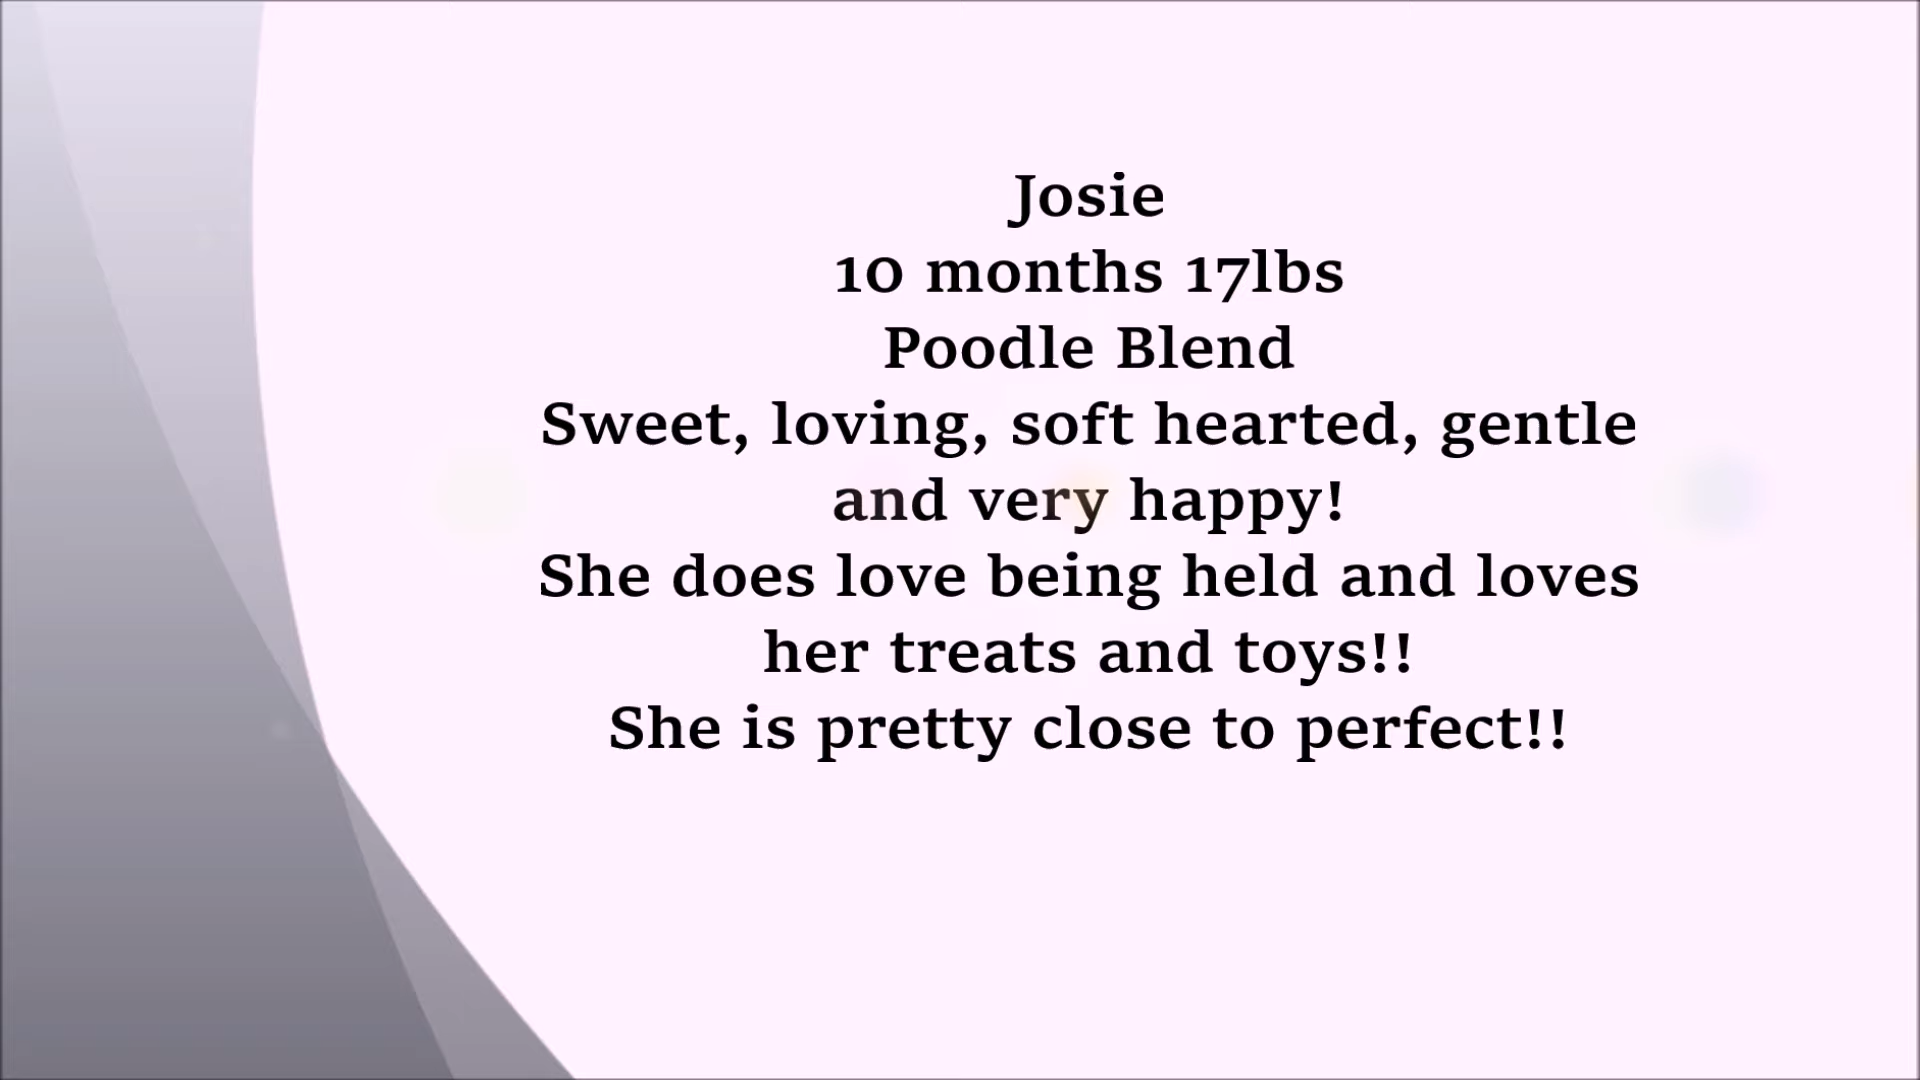 Josie
10 months 17lbs
Poodle Blend
Sweet, loving, soft hearted, gentle
and very happy!
She does love being held and loves
her treats and toys!!
She is pretty close to perfect!!